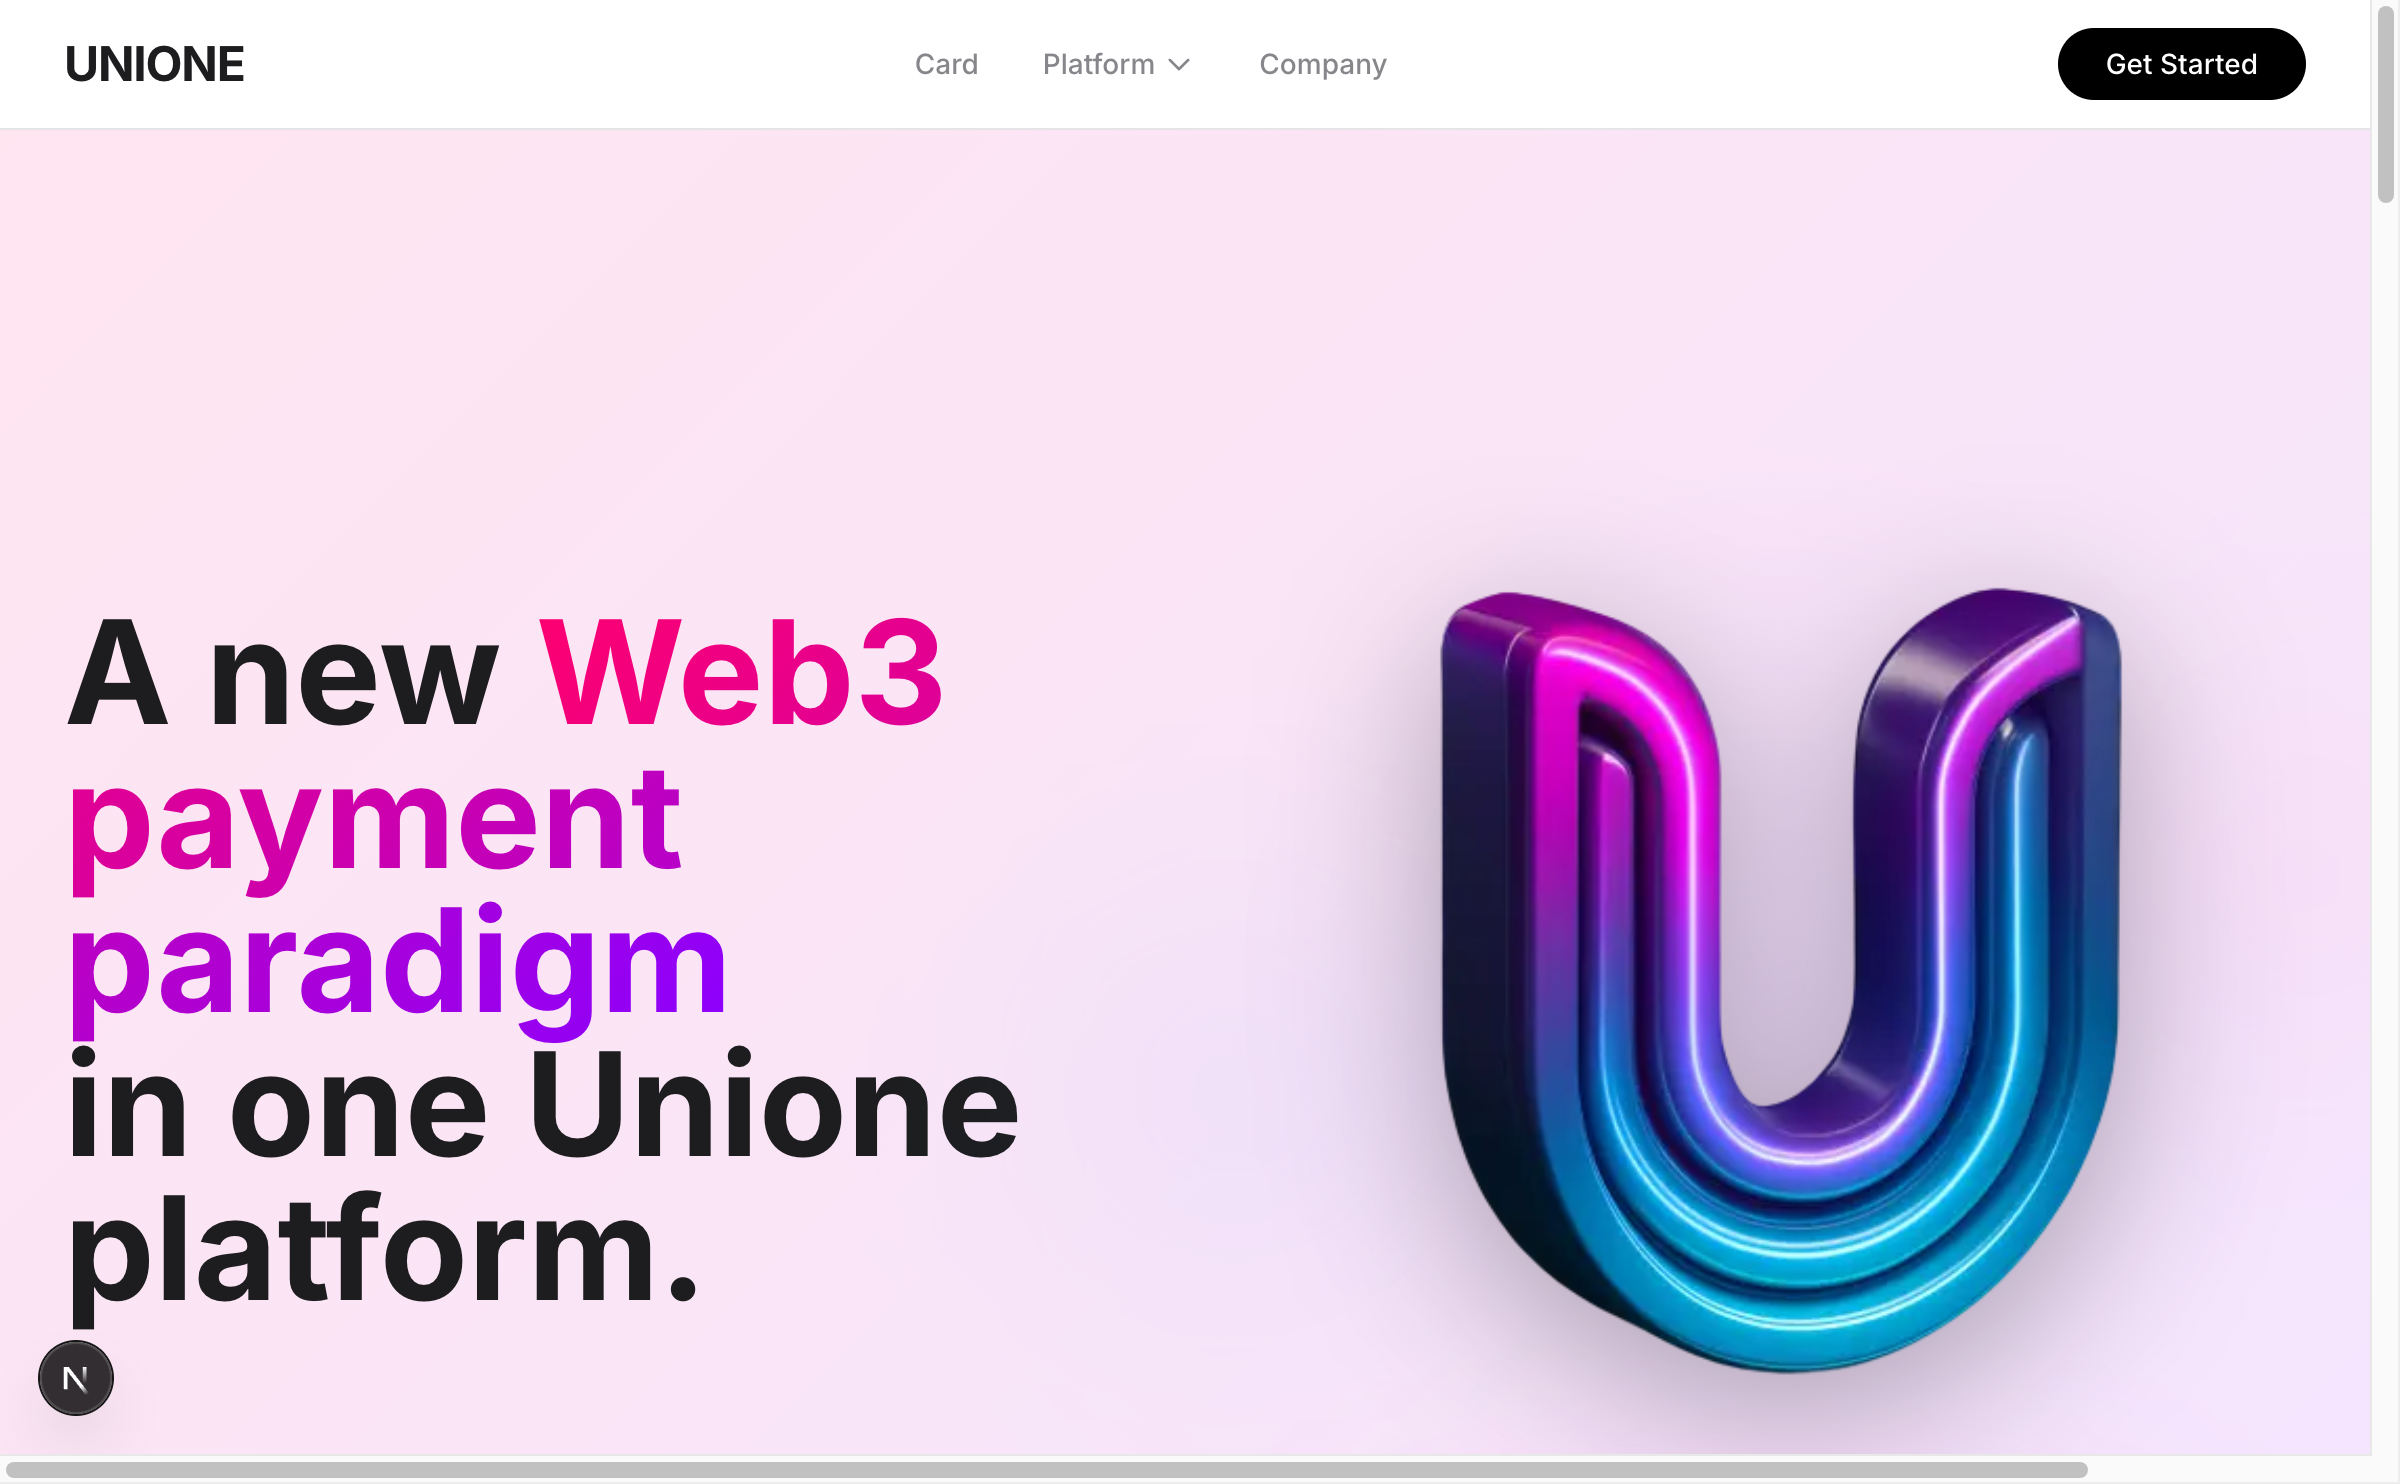 UNIONE
Card
Platform
Company
Get Started
A new Web3
payment
paradigm
in one Unione
platform.
N